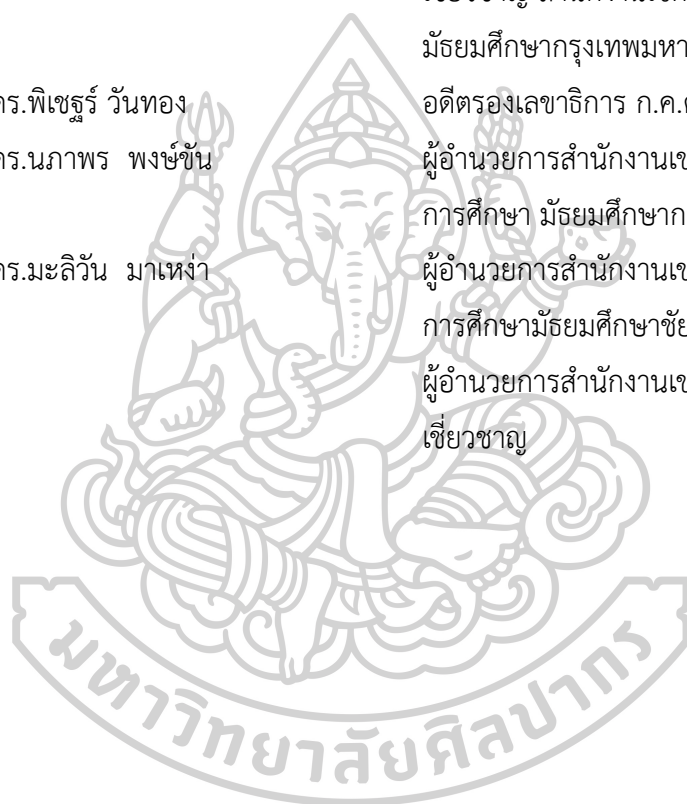 มัธยมศึกษากรุงเทพมหา
ดร.พิเชฐร์ วันทอง อดีตรองเลขาธิการ ก.ค.
ดร.นภาพร พงษ์ขัน ผู้อำนวยการสำนักงานเข
การศึกษา มัธยมศึกษาก
ดร.มะลิวัน มาเหง่า ผู้อำนวยการสำนักงานเข
การศึกษามัธยมศึกษาชัย
ผู้อำนวยการสำนักงานเข
เชี่ยวชาญ
มหาวิทยาลัยศิลปากร